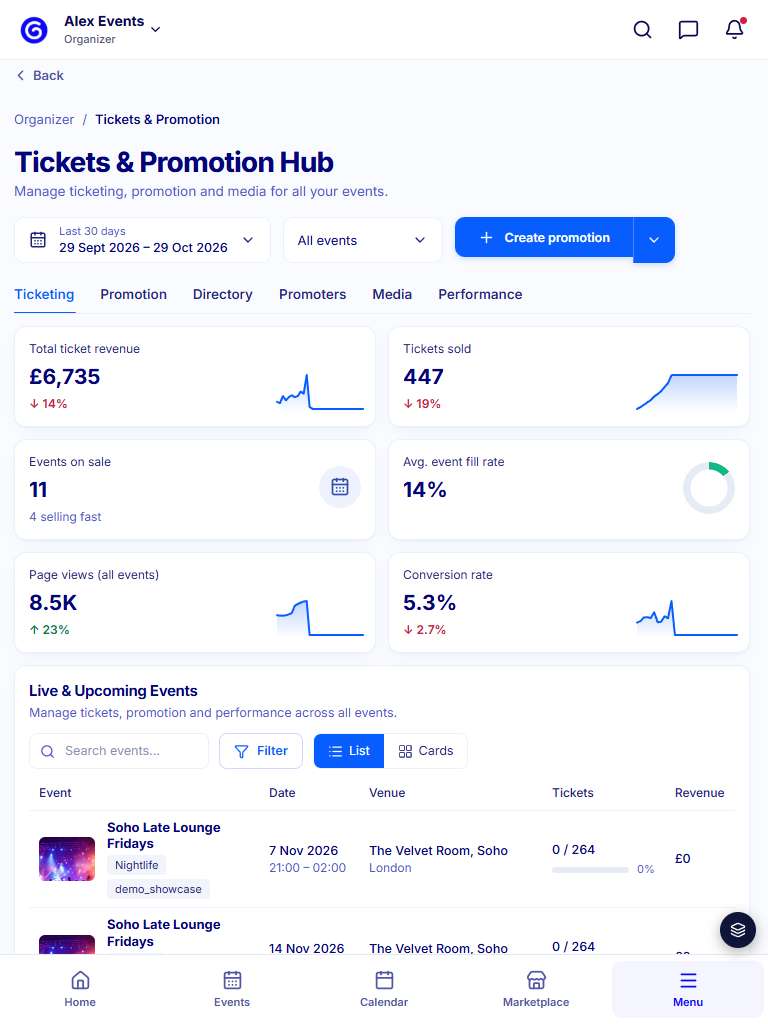 Alex Events
Organizer
Back
Organizer / Tickets & Promotion
Tickets & Promotion Hub
Manage ticketing, promotion and media for all your events.
Last 30 days
29 Sept 2026 – 29 Oct 2026
All events
Create promotion
Ticketing Promotion Directory Promoters Media Performance
Total ticket revenue
£6,735
↓ 14%
Tickets sold
447
↓ 19%
Events on sale
11
4 selling fast
Avg. event fill rate
14%
Page views (all events)
8.5K
↑ 23%
Conversion rate
5.3%
↓ 2.7%
Live & Upcoming Events
Manage tickets, promotion and performance across all events.
Search events...
Filter
List
Cards
Event Date Venue Tickets Revenue
Soho Late Lounge
Fridays
Nightlife
demo_showcase
7 Nov 2026
21:00 – 02:00
The Velvet Room, Soho
London
0 / 264
0%
£0
Soho Late Lounge
Fridays
14 Nov 2026
The Velvet Room, Soho
0 / 264
Home
Events
Calendar
Marketplace
Menu